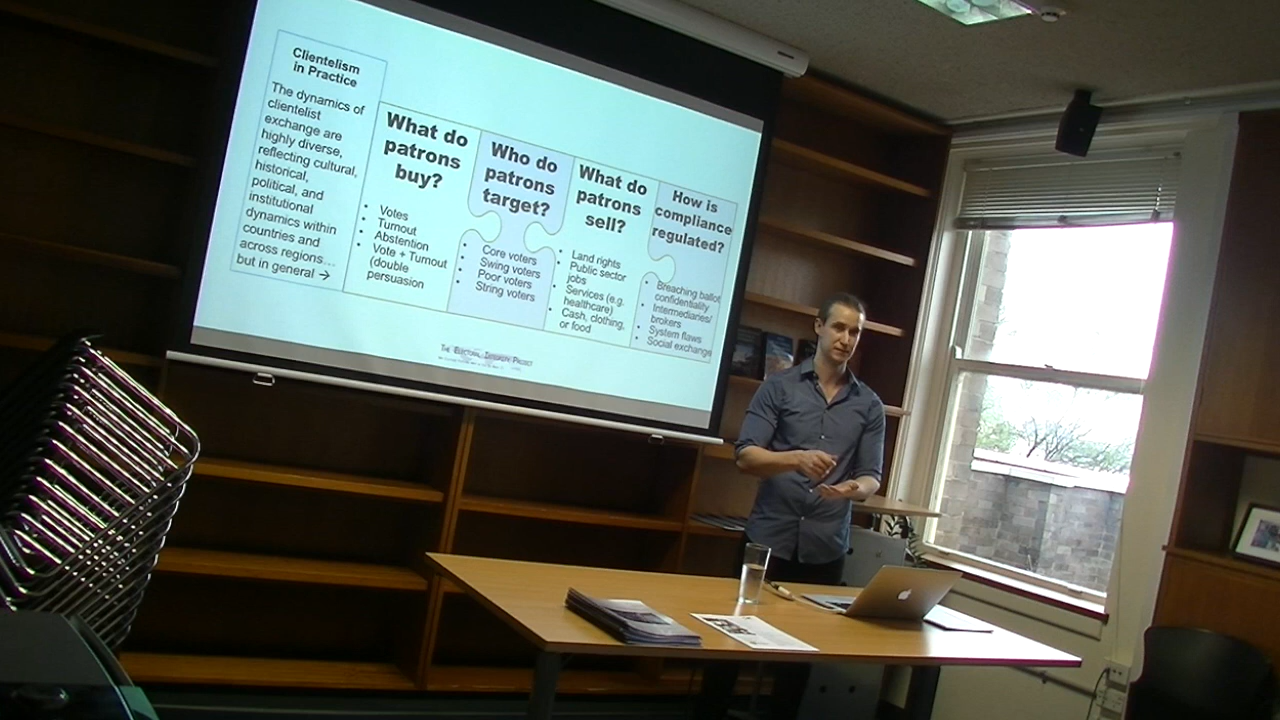 Clientelism
in Practice
The dynamics of
clientelist
exchange are
highly diverse,
reflecting cultural,
historical,
political, and
institutional
dynamics within
countries and
across regions…
but in general →
What do
patrons
buy?
• Votes
• Turnout
• Abstention
• Vote + Turnout
(double
persuasion
Who do
patrons
target?
• Core voters
• Swing voters
• Poor voters
• String voters
What do
patrons
sell?
• Land rights
• Public sector
jobs
• Services (e.g.
healthcare)
• Cash, clothing,
or food
How is
compliance
regulated?
• Breaching ballot
confidentiality
• Intermediaries/
brokers
• System flaws
• Social exchange
The Electoral Integrity Project